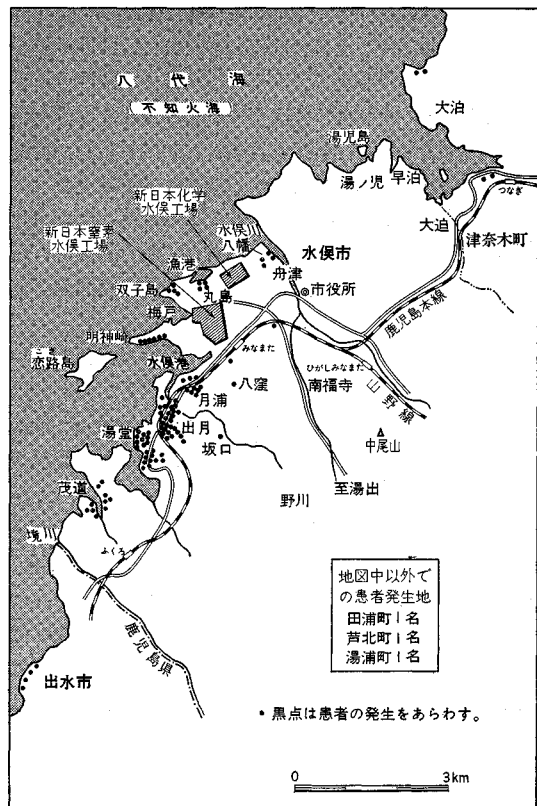 八代海
(不知火海)
大泊
湯児島
湯ノ児
早泊
つなぎ
大迫
津奈木町
新日本化学
水俣工場
水俣川
八幡
新日本窒素
水俣工場
舟津
水俣市
漁港
市役所
双子島
丸島
梅戸
鹿児島本線
明神崎
恋路島
水俣港
みなまた
ひがしみなまた
八窪
南福寺
山野線
月浦
湯堂
出月
坂口
中尾山
茂道
野川
至湯出
境川
ふくろ
鹿児島県
出水市
地図中以外で
の患者発生地
田浦町1名
芦北町1名
湯浦町1名
•黒点は患者の発生をあらわす。
0
3km